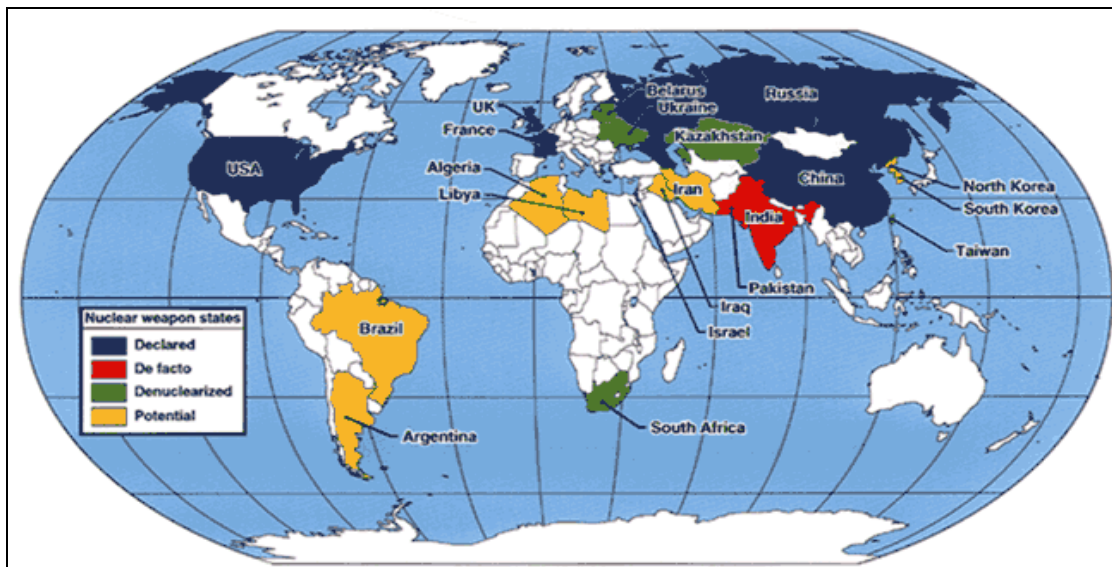 Belarus
Russia
UK
Ukraine
France
Kazakhstan
USA
Algeria
Iran
China
North Korea
Libya
South Korea
India
Taiwan
Pakistan
Iraq
Israel
Nuclear weapon states
Declared
De facto
Denuclearized
Potential
Brazil
Argentina
South Africa